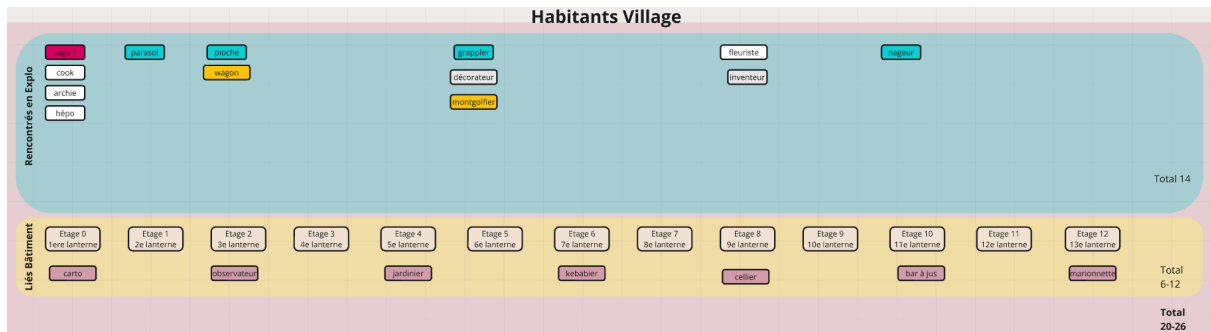 Habitants Village
Rencontrés en Explo
sage ?
parasol
pioche
grappler
fleuriste
nageur
cook
wagon
décorateur
inventeur
archie
montgolfier
hépo
Total 14
Liés Bâtiment
Etage 0
1ere lanterne
Etage 1
2e lanterne
Etage 2
3e lanterne
Etage 3
4e lanterne
Etage 4
5e lanterne
Etage 5
6e lanterne
Etage 6
7e lanterne
Etage 7
8e lanterne
Etage 8
9e lanterne
Etage 9
10e lanterne
Etage 10
11e lanterne
Etage 11
12e lanterne
Etage 12
13e lanterne
carto
observateur
jardinier
kebabier
cellier
bar à jus
marionnette
Total
6-12
Total
20-26